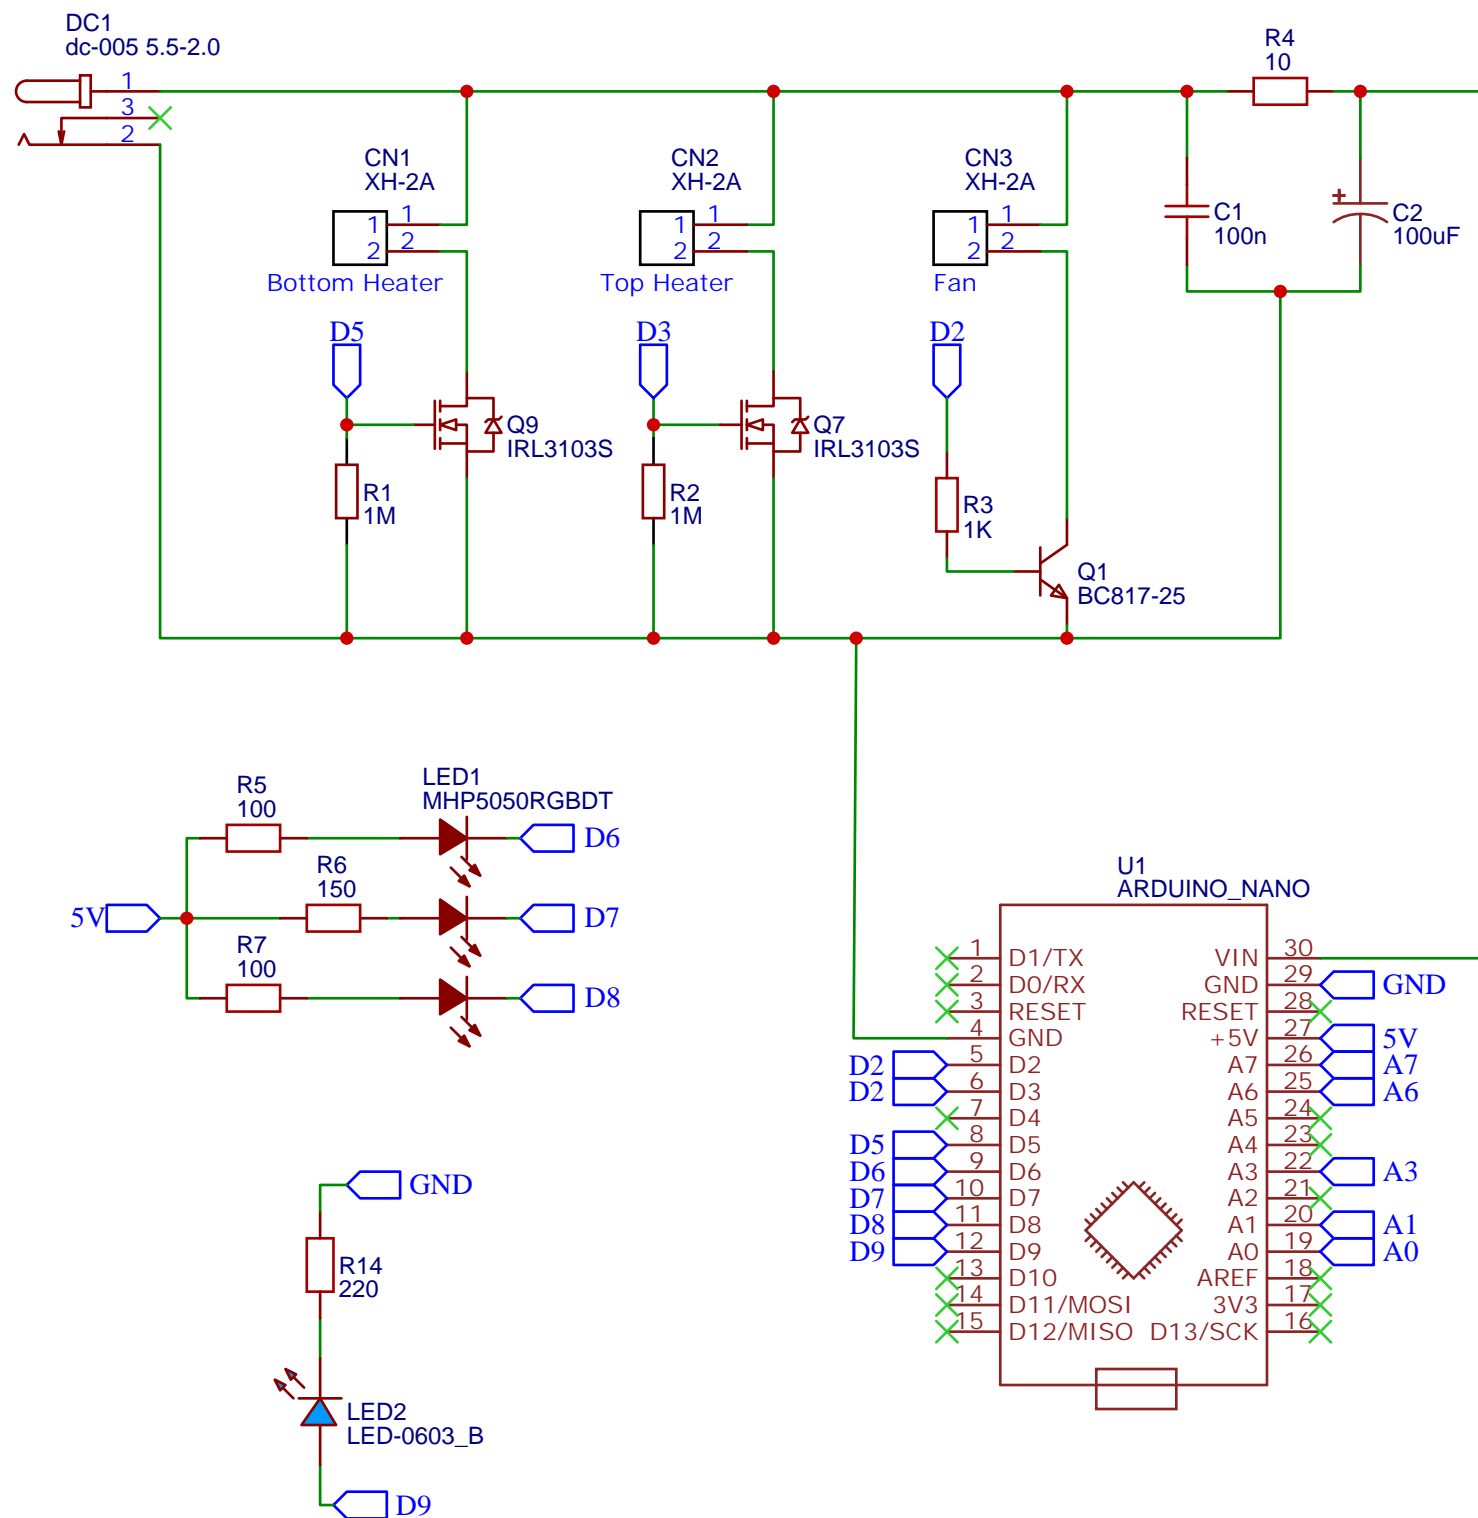 DC1
dc-005 5.5-2.0
1
3
2
R4
10
CN1
XH-2A
1 1
2 2
Bottom Heater
CN2
XH-2A
1 1
2 2
Top Heater
CN3
XH-2A
1 1
2 2
Fan
C1
100n
C2
100uF
D5
D3
D2
Q9
IRL3103S
Q7
IRL3103S
R1
1M
R2
1M
R3
1K
Q1
BC817-25
LED1
MHP5050RGBDT
R5
100
D6
R6
150
5V
D7
R7
100
D8
U1
ARDUINO_NANO
1 D1/TX VIN 30
2 D0/RX GND 29 GND
3 RESET RESET 28
4 GND +5V 27 5V
D2 5 D2 A7 26 A7
D2 6 D3 A6 25 A6
7 D4 A5 24
D5 8 D5 A4 23
D6 9 D6 A3 22 A3
D7 10 D7 A2 21
D8 11 D8 A1 20 A1
D9 12 D9 A0 19 A0
13 D10 AREF 18
14 D11/MOSI 3V3 17
15 D12/MISO D13/SCK 16
GND
R14
220
LED2
LED-0603_B
D9